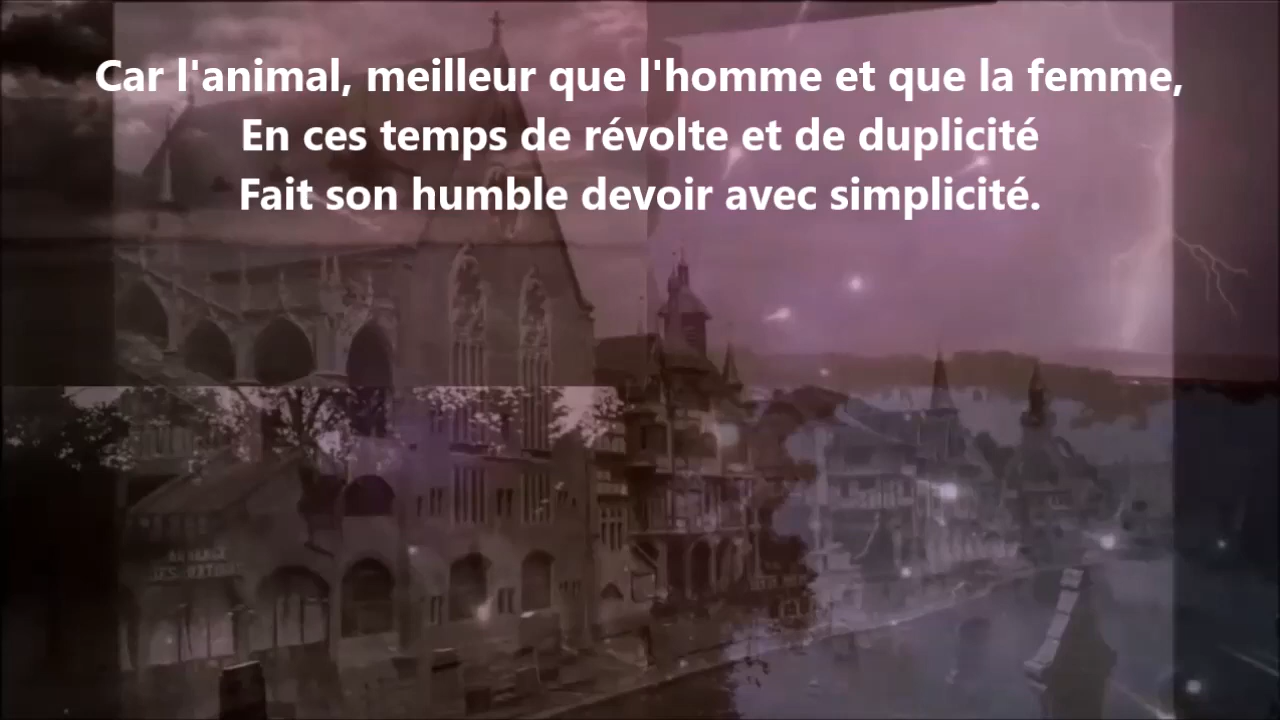 Car l'animal, meilleur que l'homme et que la femme,
En ces temps de révolte et de duplicité
Fait son humble devoir avec simplicité.